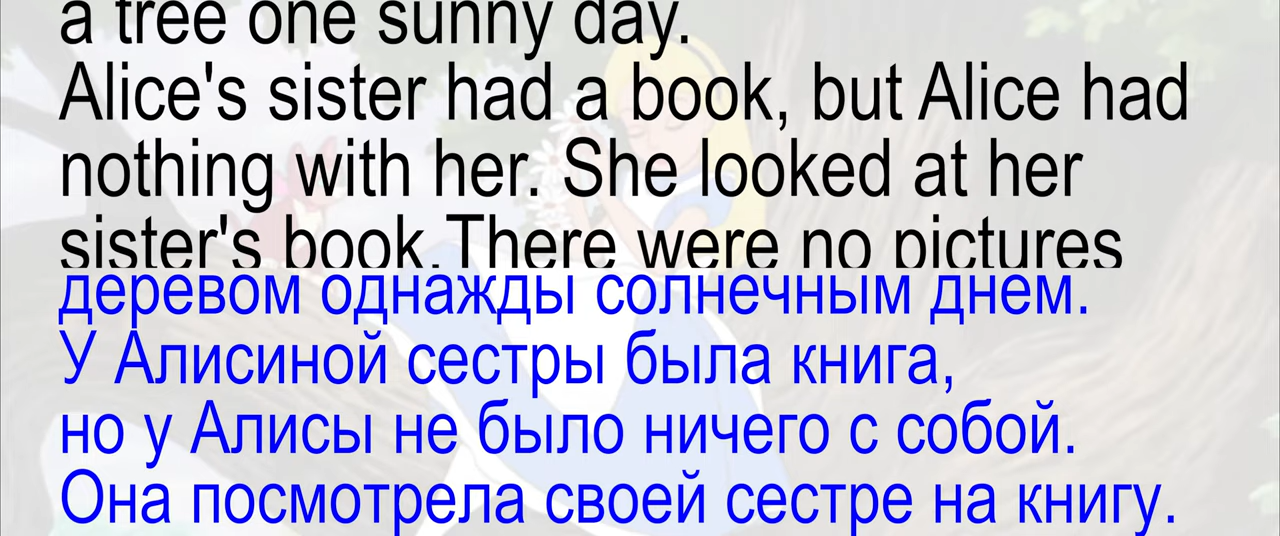 a tree one sunny day.
Alice's sister had a book, but Alice had
nothing with her. She looked at her
sister's book.There were no pictures
деревом однажды солнечным днем.
У Алисиной сестры была книга,
но у Алисы не было ничего с собой.
Она посмотрела своей сестре на книгу.